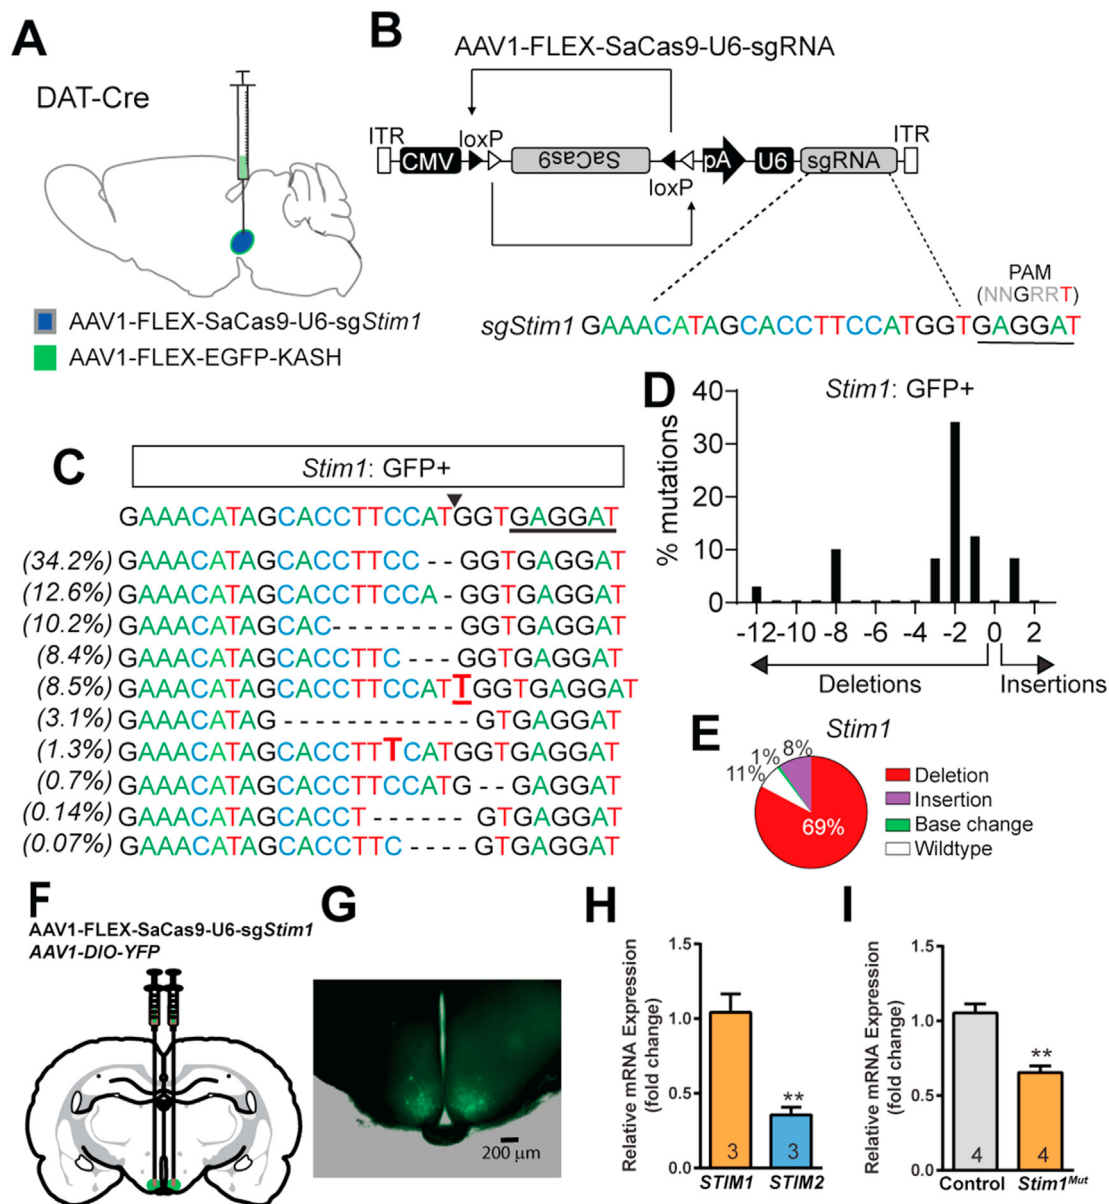 A
DAT-Cre
AAV1-FLEX-SaCas9-U6-sgStim1
AAV1-FLEX-EGFP-KASH
B
AAV1-FLEX-SaCas9-U6-sgRNA
ITR
CMV
loxP
SaCas9
loxP
pA
U6
sgRNA
ITR
PAM
(NNGRRT)
sgStim1 GAAACATAGCACCTTCCATGGTGAGGAT
C
Stim1: GFP+
GAAACATAGCACCTTCCATGGTGAGGAT
(34.2%) GAAACATAGCACCTTCC--GGTGAGGAT
(12.6%) GAAACATAGCACCTTCCA-GGTGAGGAT
(10.2%) GAAACATAGCAC--------GGTGAGGAT
(8.4%) GAAACATAGCACCTTC---GGTGAGGAT
(8.5%) GAAACATAGCACCTTCCATTGGTGAGGAT
(3.1%) GAAACATAG------------GTGAGGAT
(1.3%) GAAACATAGCACCTTTCATGGTGAGGAT
(0.7%) GAAACATAGCACCTTCCATG--GAGGAT
(0.14%) GAAACATAGCACCT------GTGAGGAT
(0.07%) GAAACATAGCACCTTC----GTGAGGAT
D
Stim1: GFP+
% mutations
40
30
20
10
0
-12 -10 -8 -6 -4 -2 0 2
Deletions
Insertions
E
Stim1
11%
1%
8%
69%
Deletion
Insertion
Base change
Wildtype
F
AAV1-FLEX-SaCas9-U6-sgStim1
AAV1-DIO-YFP
G
200 µm
H
Relative mRNA Expression
(fold change)
1.5
1.0
0.5
0.0
**
3
3
STIM1
STIM2
I
Relative mRNA Expression
(fold change)
1.5
1.0
0.5
0.0
**
4
4
Control
Stim1Mut